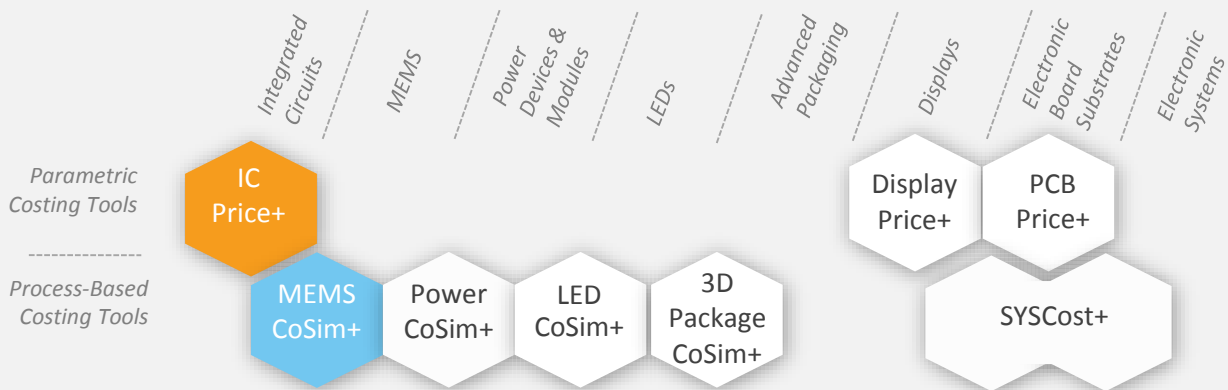 Integrated
Circuits
MEMS
Power
Devices &
Modules
LEDs
Advanced
Packaging
Displays
Electronic
Board
Substrates
Electronic
Systems
Parametric
Costing Tools
IC
Price+
Display
Price+
PCB
Price+
Process-Based
Costing Tools
MEMS
CoSim+
Power
CoSim+
LED
CoSim+
3D
Package
CoSim+
SYSCost+